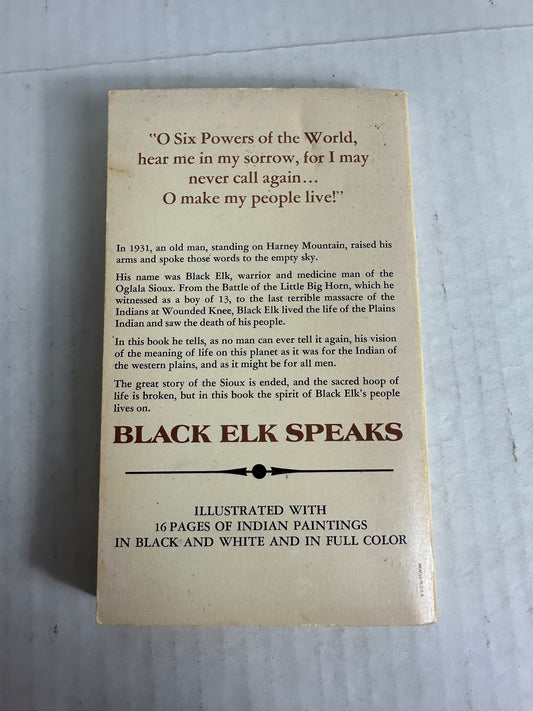 "O Six Powers of the World,
hear me in my sorrow, for I may
never call again...
O make my people live!"
In 1931, an old man, standing on Harney Mountain, raised his
arms and spoke those words to the empty sky.
His name was Black Elk, warrior and medicine man of the
Oglala Sioux. From the Battle of the Little Big Horn, which he
witnessed as a boy of 13, to the last terrible massacre of the
Indians at Wounded Knee, Black Elk lived the life of the Plains
Indian and saw the death of his people.
In this book he tells, as no man can ever tell it again, his vision
of the meaning of life on this planet as it was for the Indian of
the western plains, and as it might be for all men.
The great story of the Sioux is ended, and the sacred hoop of
life is broken, but in this book the spirit of Black Elk's people
lives on.
BLACK ELK SPEAKS
ILLUSTRATED WITH
16 PAGES OF INDIAN PAINTINGS
IN BLACK AND WHITE AND IN FULL COLOR